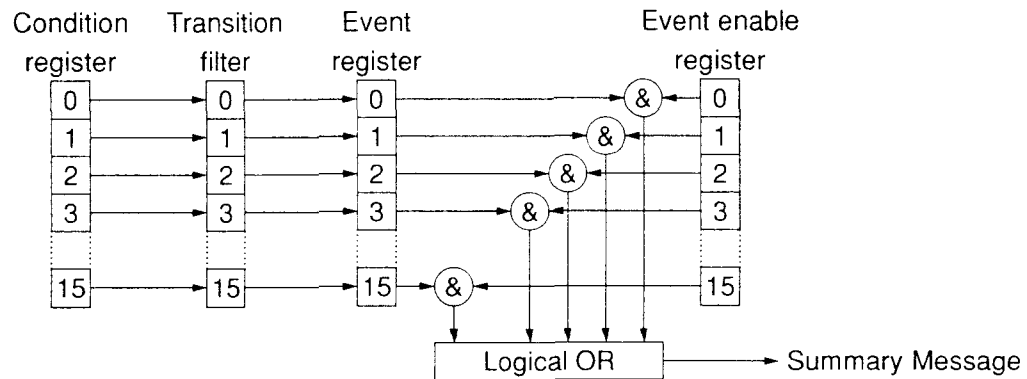 Condition register
Transition filter
Event register
Event enable register
0 0 0 & 0
1 1 1 & 1
2 2 2 & 2
3 3 3 & 3
15 15 15 & 15
Logical OR
Summary Message